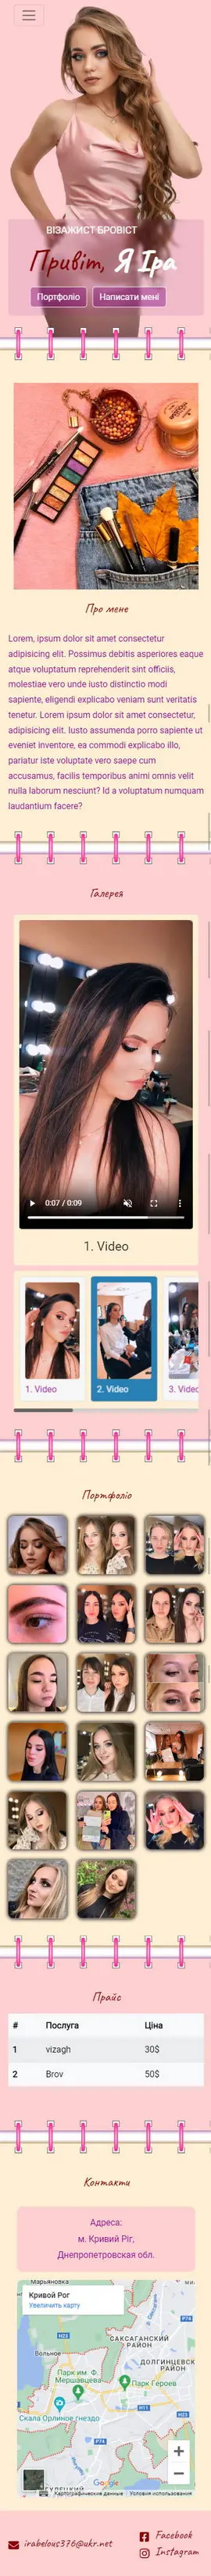 ВІЗАЖИСТ БРОВІСТ
Привіт, Я Іра
Портфоліо
Написати мені
Про мене
Lorem, ipsum dolor sit amet consectetur
adipisicing elit. Possimus debitis asperiores eaque
atque voluptatum reprehenderit sint officiis,
molestiae vero unde iusto distinctio modi
sapiente, eligendi explicabo veniam sunt veritatis
tenetur. Lorem ipsum dolor sit amet consectetur,
adipisicing elit. Iusto assumenda porro sapiente ut
eveniet inventore, ea commodi explicabo illo,
pariatur iste voluptate vero saepe cum
accusamus, facilis temporibus animi omnis velit
nulla laborum nesciunt? Id a voluptatum numquam
laudantium facere?
Галерея
0:07 / 0:09
1. Video
1. Video
2. Video
3. Video
Портфоліо
Прайс
# Послуга Ціна
1 vizagh 30$
2 Brov 50$
Контакти
Адреса:
м. Кривий Ріг,
Днепропетровская обл.
Марьяновка
Кривой Рог
Увеличить карту
САКСАГАНСКИЙ
РАЙОН
Вольное
ДОЛГИНЦЕВСКИЙ
РАЙОН
Парк им. Ф.
Мершавцева
Парк Героев
Скала Орлиное гнездо
Google
Картографические данные
Условия использования
irabelous376@ukr.net
Facebook
Instagram